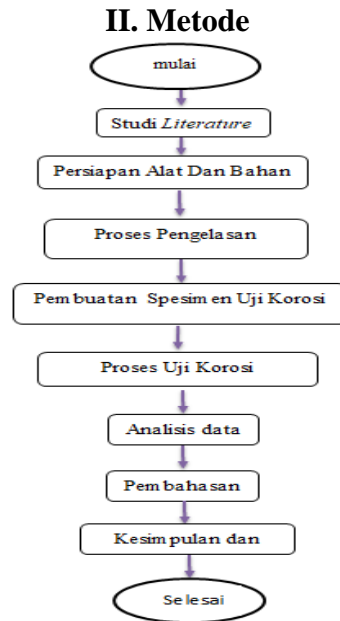 II. Metode
mulai
Studi Literature
Persiapan Alat Dan Bahan
Proses Pengelasan
Pembuatan Spesimen Uji Korosi
Proses Uji Korosi
Analisis data
Pembahasan
Kesimpulan dan
Selesai